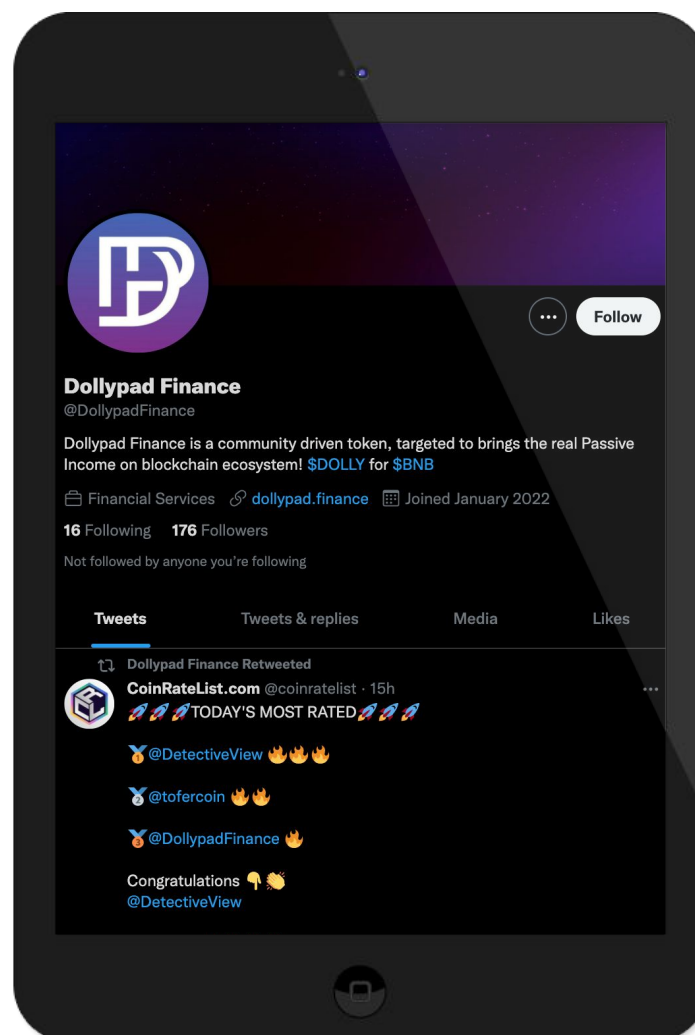 Follow
Dollypad Finance
@DollypadFinance
Dollypad Finance is a community driven token, targeted to brings the real Passive
Income on blockchain ecosystem! $DOLLY for $BNB
Financial Services dollypad.finance Joined January 2022
16 Following 176 Followers
Not followed by anyone you're following
Tweets Tweets & replies Media Likes
Dollypad Finance Retweeted
CoinRateList.com @coinratelist · 15h
🚀🚀🚀TODAY'S MOST RATED🚀🚀🚀
🥇@DetectiveView 🔥🔥🔥
🥈@tofercoin 🔥🔥
🥉@DollypadFinance 🔥
Congratulations 👇👏
@DetectiveView